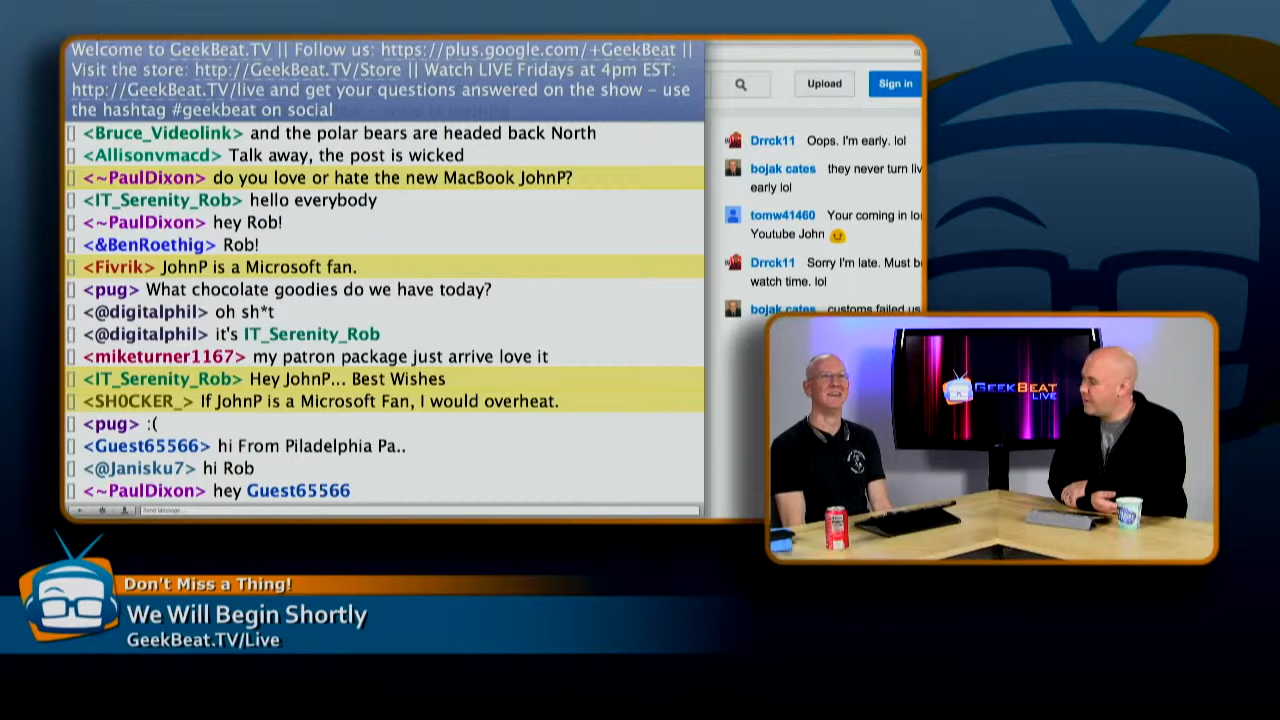 Welcome to GeekBeat.TV || Follow us: https://plus.google.com/+GeekBeat ||
Visit the store: http://GeekBeat.TV/Store || Watch LIVE Fridays at 4pm EST:
http://GeekBeat.TV/live and get your questions answered on the show – use
the hashtag #geekbeat on social
<Bruce_Videolink> and the polar bears are headed back North
<Allisonvmacd> Talk away, the post is wicked
<~PaulDixon> do you love or hate the new MacBook JohnP?
<IT_Serenity_Rob> hello everybody
<~PaulDixon> hey Rob!
<&BenRoethig> Rob!
<Fivrik> JohnP is a Microsoft fan.
<pug> What chocolate goodies do we have today?
<@digitalphil> oh sh*t
<@digitalphil> it's IT_Serenity_Rob
<miketurner1167> my patron package just arrive love it
<IT_Serenity_Rob> Hey JohnP... Best Wishes
<SH0CKER_> If JohnP is a Microsoft Fan, I would overheat.
<pug> :(
<Guest65566> hi From Piladelphia Pa..
<@Janisku7> hi Rob
<~PaulDixon> hey Guest65566
Send Message...
Upload
Sign in
Drrck11 Oops. I'm early. lol
bojak cates they never turn liv
early lol
tomw41460 Your coming in lo
Youtube John
Drrck11 Sorry I'm late. Must b
watch time. lol
bojak cates customs failed us
GEEKBEAT
LIVE
Don't Miss a Thing!
We Will Begin Shortly
GeekBeat.TV/Live